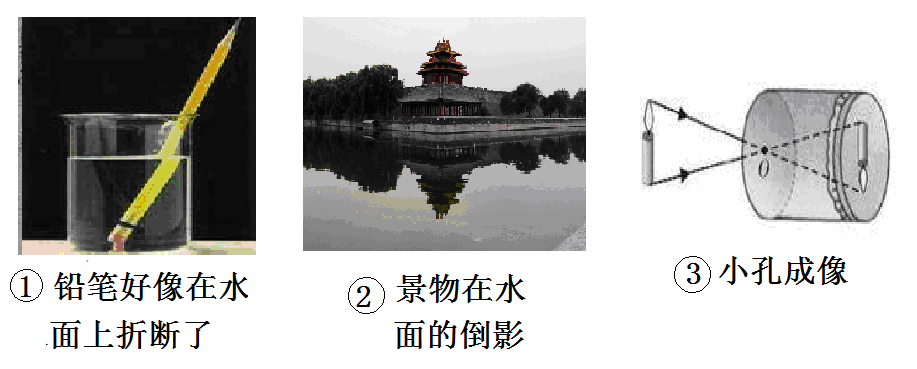 ① 铅笔好像在水
面上折断了
② 景物在水
面的倒影
③ 小孔成像